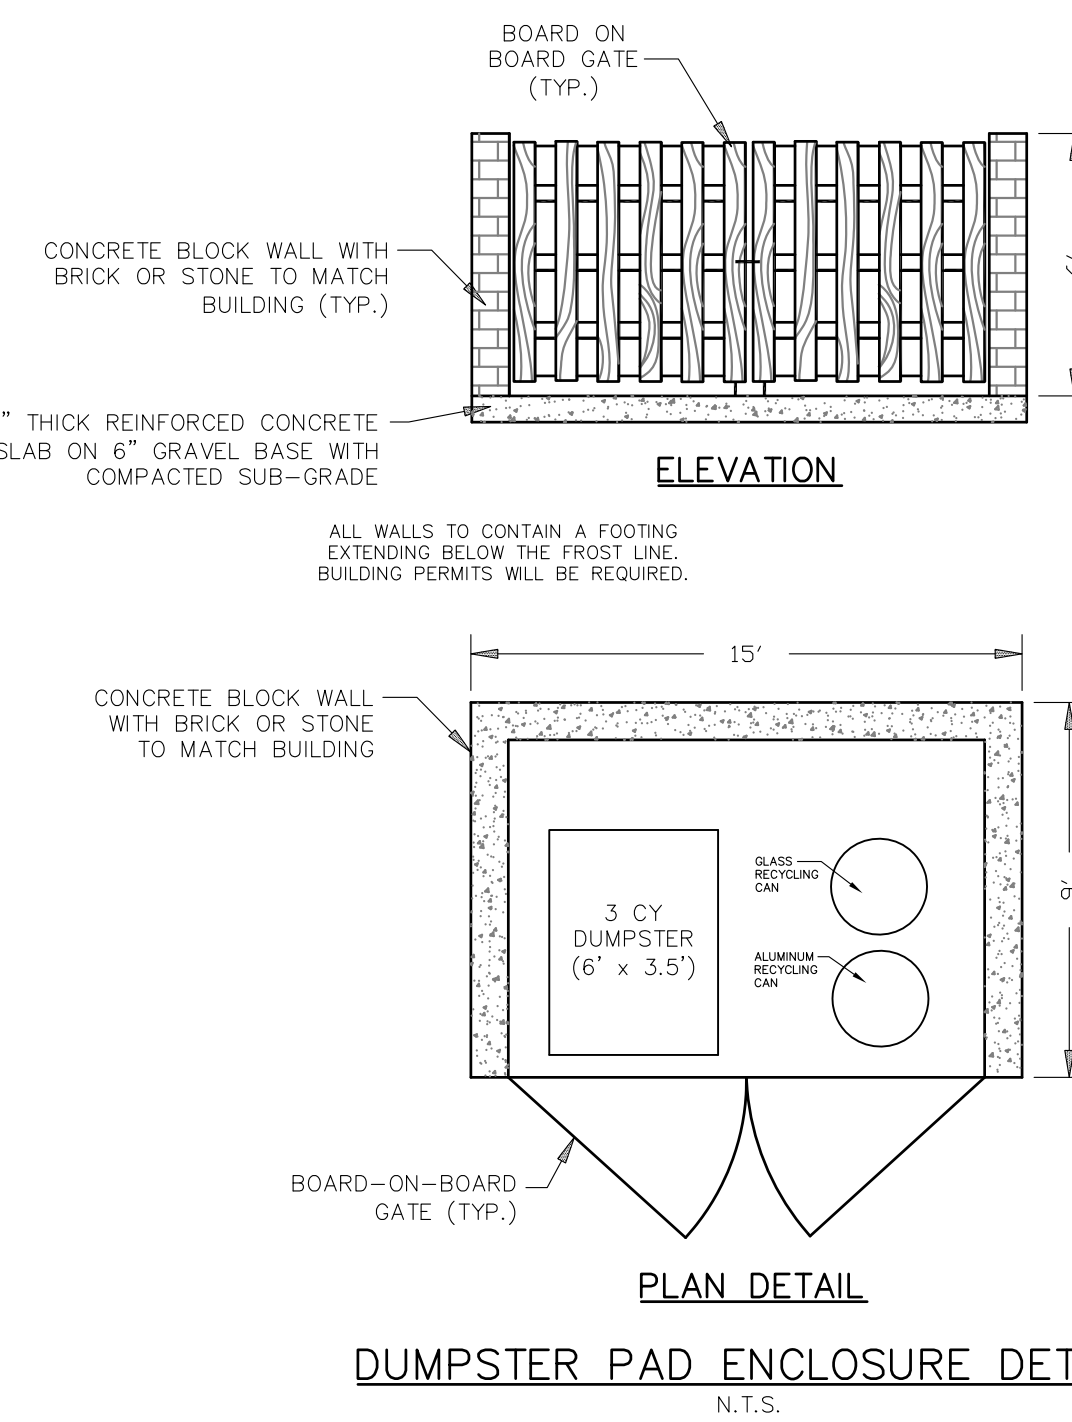 BOARD ON
BOARD GATE
(TYP.)
CONCRETE BLOCK WALL WITH
BRICK OR STONE TO MATCH
BUILDING (TYP.)
" THICK REINFORCED CONCRETE
SLAB ON 6" GRAVEL BASE WITH
COMPACTED SUB-GRADE
ELEVATION
ALL WALLS TO CONTAIN A FOOTING
EXTENDING BELOW THE FROST LINE.
BUILDING PERMITS WILL BE REQUIRED.
15'
CONCRETE BLOCK WALL
WITH BRICK OR STONE
TO MATCH BUILDING
GLASS
RECYCLING
CAN
9'
3 CY
DUMPSTER
(6' x 3.5')
ALUMINUM
RECYCLING
CAN
BOARD-ON-BOARD
GATE (TYP.)
PLAN DETAIL
DUMPSTER PAD ENCLOSURE DET
N.T.S.